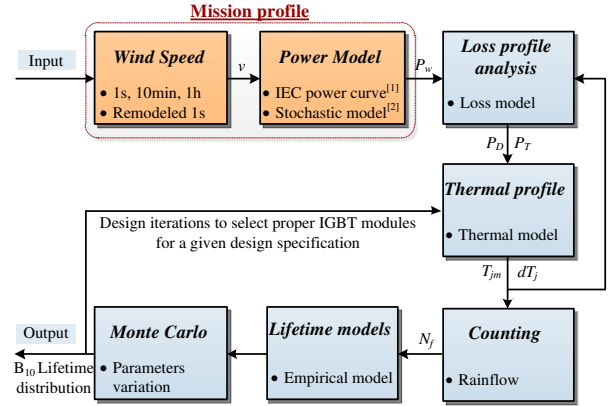 Mission profile
Input
Wind Speed
• 1s, 10min, 1h
• Remodeled 1s
v
Power Model
• IEC power curve[1]
• Stochastic model[2]
Pw
Loss profile
analysis
• Loss model
PD PT
Thermal profile
• Thermal model
Design iterations to select proper IGBT modules
for a given design specification
Tjm dTj
Output
B10 Lifetime
distribution
Monte Carlo
• Parameters
variation
Lifetime models
• Empirical model
Nf
Counting
• Rainflow